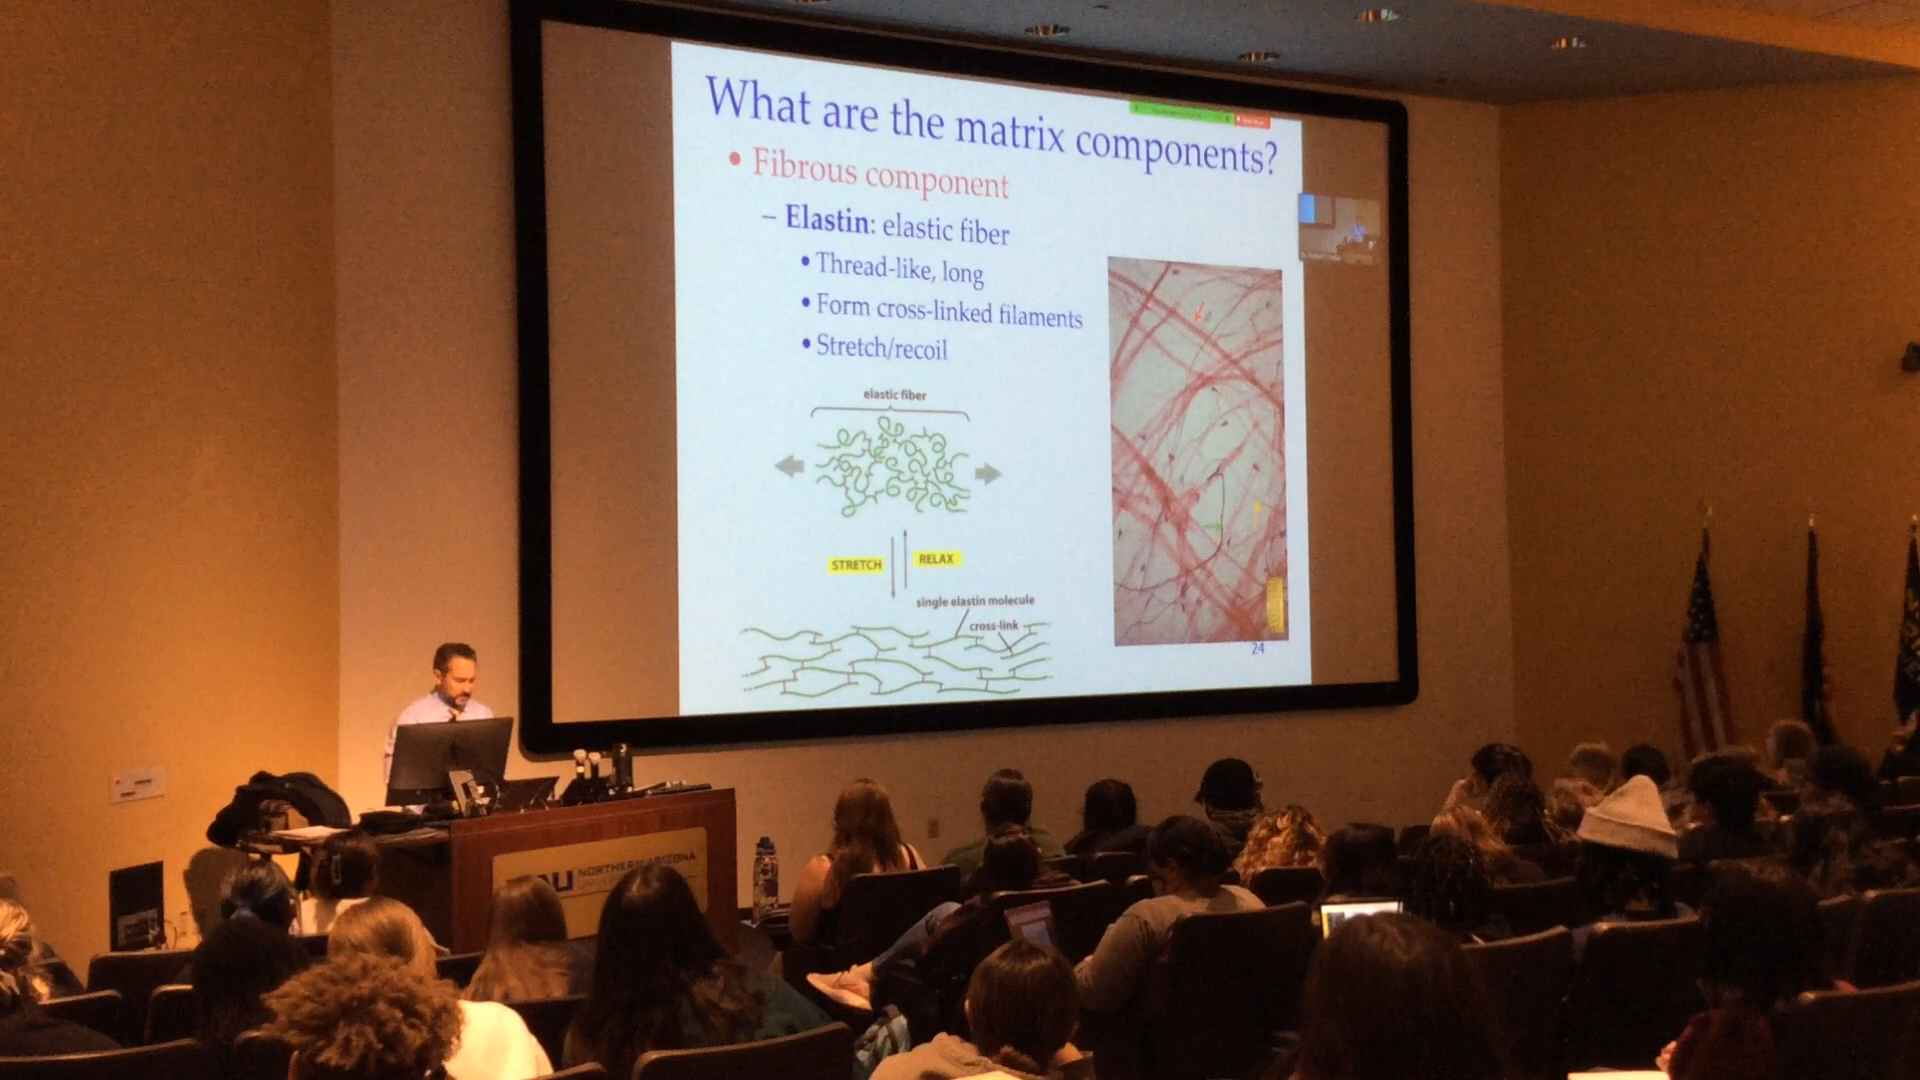 What are the matrix components?
• Fibrous component
– Elastin: elastic fiber
• Thread-like, long
• Form cross-linked filaments
• Stretch/recoil
elastic fiber
STRETCH
RELAX
single elastin molecule
cross-link
24
NORTHERN ARIZONA